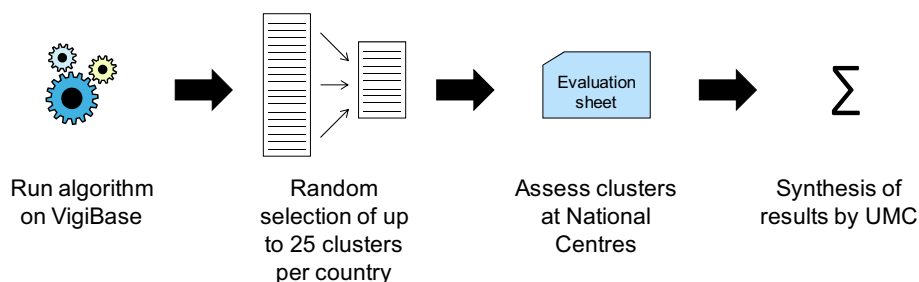 Evaluation
sheet
Run algorithm
on VigiBase
Random
selection of up
to 25 clusters
per country
Assess clusters
at National
Centres
Synthesis of
results by UMC